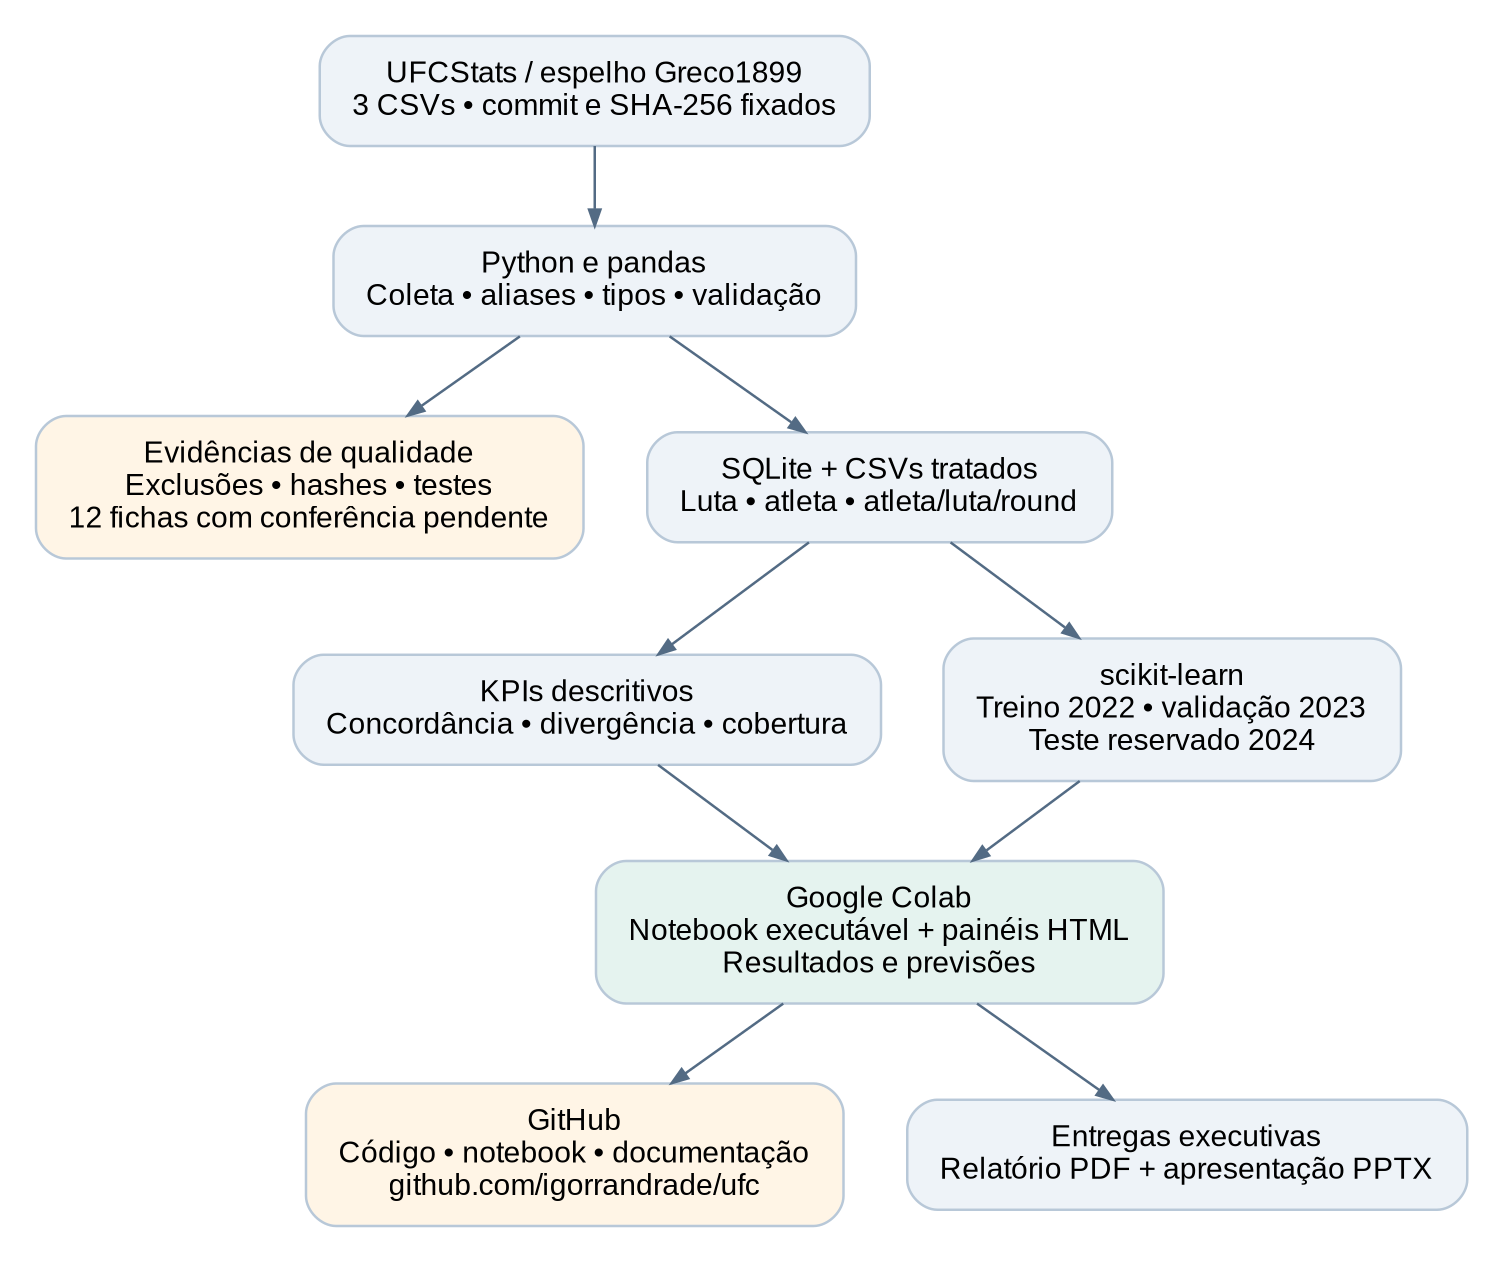 UFCStats / espelho Greco1899
3 CSVs • commit e SHA-256 fixados
Python e pandas
Coleta • aliases • tipos • validação
Evidências de qualidade
Exclusões • hashes • testes
12 fichas com conferência pendente
SQLite + CSVs tratados
Luta • atleta • atleta/luta/round
KPIs descritivos
Concordância • divergência • cobertura
scikit-learn
Treino 2022 • validação 2023
Teste reservado 2024
Google Colab
Notebook executável + painéis HTML
Resultados e previsões
GitHub
Código • notebook • documentação
github.com/igorrandrade/ufc
Entregas executivas
Relatório PDF + apresentação PPTX